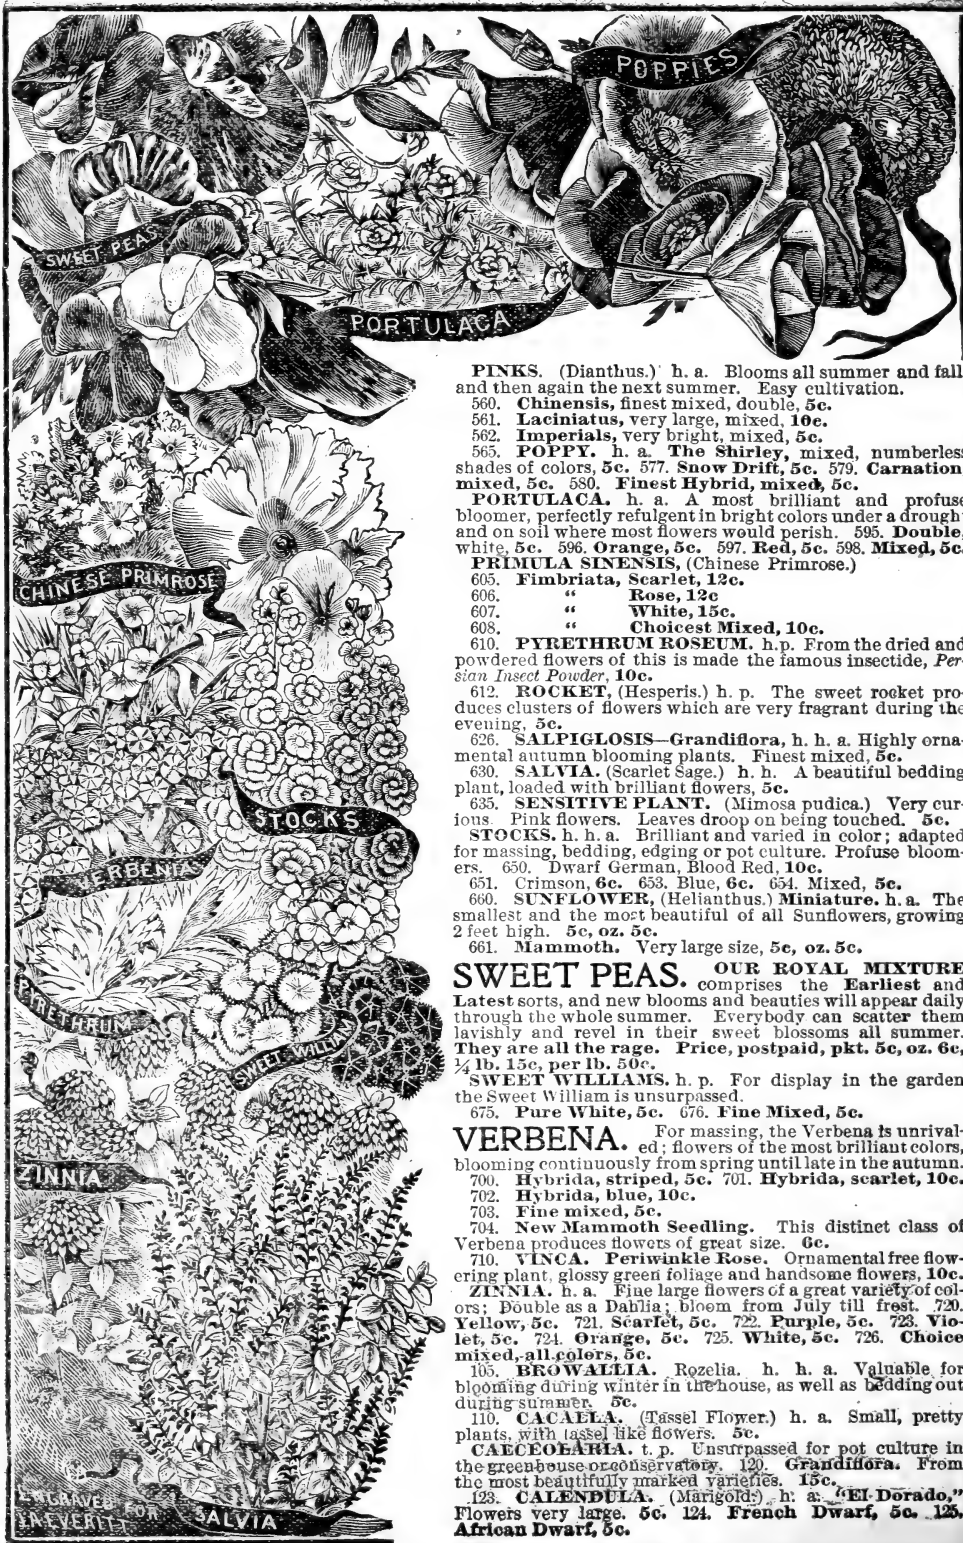 POPPIES
SWEET PEAS
PORTULACA
CHINESE PRIMROSE
STOCKS
VERBENIA
PYRETHRUM
SWEET WILLIM
ZINNIA
ENGRAVED FOR
J.A. EVERITT
SALVIA
PINKS. (Dianthus.) h. a. Blooms all summer and fall
and then again the next summer. Easy cultivation.
560. Chinensis, finest mixed, double, 5c.
561. Laciniatus, very large, mixed, 10c.
562. Imperials, very bright, mixed, 5c.
565. POPPY. h. a. The Shirley, mixed, numberless
shades of colors, 5c. 577. Snow Drift, 5c. 579. Carnation
mixed, 5c. 580. Finest Hybrid, mixed, 5c.
PORTULACA. h. a. A most brilliant and profuse
bloomer, perfectly refulgent in bright colors under a drough
and on soil where most flowers would perish. 595. Double,
white, 5c. 596. Orange, 5c. 597. Red, 5c. 598. Mixed, 5c.
PRIMULA SINENSIS, (Chinese Primrose.)
605. Fimbriata, Scarlet, 12c.
606. “ Rose, 12c
607. “ White, 15c.
608. “ Choicest Mixed, 10c.
610. PYRETHRUM ROSEUM. h.p. From the dried and
powdered flowers of this is made the famous insectide, Per-
sian Insect Powder, 10c.
612. ROCKET, (Hesperis.) h. p. The sweet rocket pro-
duces clusters of flowers which are very fragrant during the
evening, 5c.
626. SALPIGLOSIS—Grandiflora, h. h. a. Highly orna-
mental autumn blooming plants. Finest mixed, 5c.
630. SALVIA. (Scarlet Sage.) h. h. A beautiful bedding
plant, loaded with brilliant flowers, 5c.
635. SENSITIVE PLANT. (Mimosa pudica.) Very cur-
ious. Pink flowers. Leaves droop on being touched. 5c.
STOCKS. h. h. a. Brilliant and varied in color; adapted
for massing, bedding, edging or pot culture. Profuse bloom-
ers. 650. Dwarf German, Blood Red, 10c.
651. Crimson, 6c. 653. Blue, 6c. 654. Mixed, 5c.
660. SUNFLOWER, (Helianthus.) Miniature. h. a. The
smallest and the most beautiful of all Sunflowers, growing
2 feet high. 5c, oz. 5c.
661. Mammoth. Very large size, 5c, oz. 5c.
SWEET PEAS. OUR ROYAL MIXTURE
comprises the Earliest and
Latest sorts, and new blooms and beauties will appear daily
through the whole summer. Everybody can scatter them
lavishly and revel in their sweet blossoms all summer.
They are all the rage. Price, postpaid, pkt. 5c, oz. 6c,
¼ lb. 15c, per lb. 50c.
SWEET WILLIAMS. h. p. For display in the garden
the Sweet William is unsurpassed.
675. Pure White, 5c. 676. Fine Mixed, 5c.
VERBENA. For massing, the Verbena is unrival-
ed; flowers of the most brilliant colors,
blooming continuously from spring until late in the autumn.
700. Hybrida, striped, 5c. 701. Hybrida, scarlet, 10c.
702. Hybrida, blue, 10c.
703. Fine mixed, 5c.
704. New Mammoth Seedling. This distinct class of
Verbena produces flowers of great size. 6c.
710. VINCA. Periwinkle Rose. Ornamental free flow-
ering plant, glossy green foliage and handsome flowers, 10c.
ZINNIA. h. a. Fine large flowers of a great variety of col-
ors; Double as a Dahlia; bloom from July till frost. 720.
Yellow, 5c. 721. Scarlet, 5c. 722. Purple, 5c. 723. Vio-
let, 5c. 724. Orange, 5c. 725. White, 5c. 726. Choice
mixed, all colors, 5c.
105. BROWALLIA. Rozelia. h. h. a. Valuable for
blooming during winter in the house, as well as bedding out
during summer. 5c.
110. CACALLA. (Tassel Flower.) h. a. Small, pretty
plants, with tassel like flowers. 5c.
CAECEOLARIA. t. p. Unsurpassed for pot culture in
the greenhouse or conservatory. 120. Grandiflora. From
the most beautifully marked varieties. 15c.
123. CALENDULA. (Marigold.) h. a. “El Dorado,”
Flowers very large. 5c. 124. French Dwarf, 5c. 125.
African Dwarf, 5c.